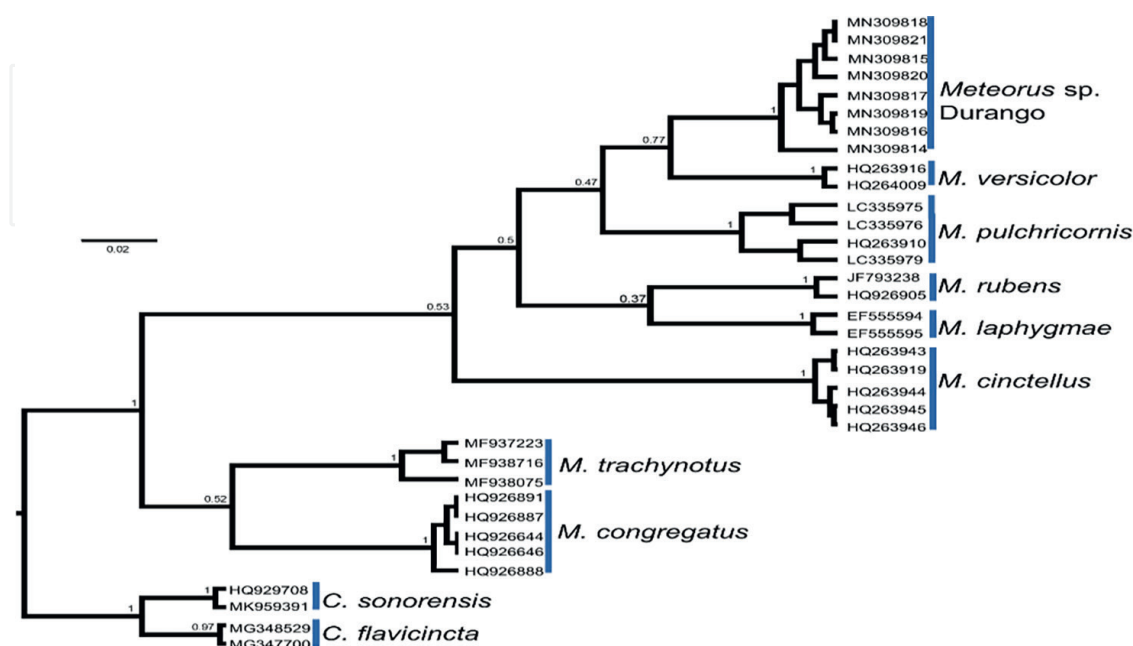 MN309818
MN309821
MN309815
MN309820
MN309817
MN309819
MN309816
MN309814
Meteorus sp.
Durango
1
0.77
HQ263916
HQ264009
M. versicolor
1
0.47
LC335975
LC335976
HQ263910
LC335979
M. pulchricornis
1
0.5
JF793238
HQ926905
M. rubens
1
0.37
EF555594
EF555595
M. laphygmae
1
0.53
HQ263943
HQ263919
HQ263944
HQ263945
HQ263946
M. cinctellus
1
0.02
1
MF937223
MF938716
MF938075
M. trachynotus
1
0.52
HQ926891
HQ926887
HQ926644
HQ926646
HQ926888
M. congregatus
1
HQ929708
MK959391
C. sonorensis
1
1
MG348529
MG347700
C. flavicincta
0.97